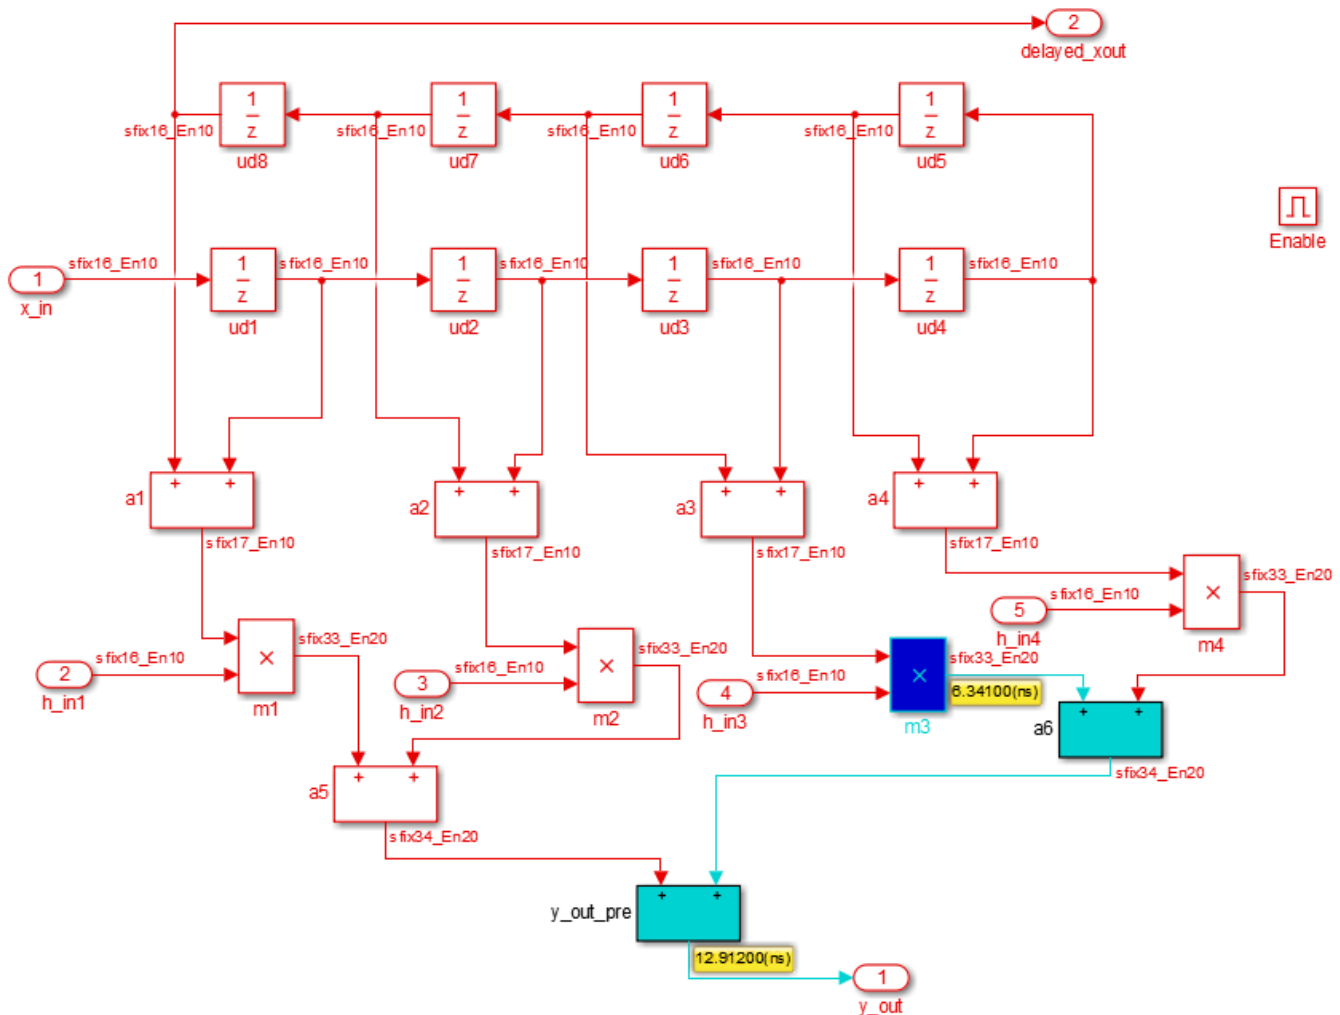 2
delayed_xout
1
z
1
z
1
z
1
z
sfix16_En10
sfix16_En10
sfix16_En10
sfix16_En10
ud8
ud7
ud6
ud5
Enable
sfix16_En10
sfix16_En10
sfix16_En10
sfix16_En10
sfix16_En10
1
x_in
1
z
1
z
1
z
1
z
ud1
ud2
ud3
ud4
a1
+ +
a2
+ +
a3
+ +
a4
+ +
sfix17_En10
sfix17_En10
sfix17_En10
sfix17_En10
sfix33_En20
×
m4
sfix16_En10
5
h_in4
sfix33_En20
×
m1
sfix16_En10
2
h_in1
sfix33_En20
×
m2
sfix16_En10
3
h_in2
sfix33_En20
×
m3
6.34100(ns)
sfix16_En10
4
h_in3
a6
+ +
sfix34_En20
a5
+ +
sfix34_En20
y_out_pre
+ +
12.91200(ns)
1
y_out